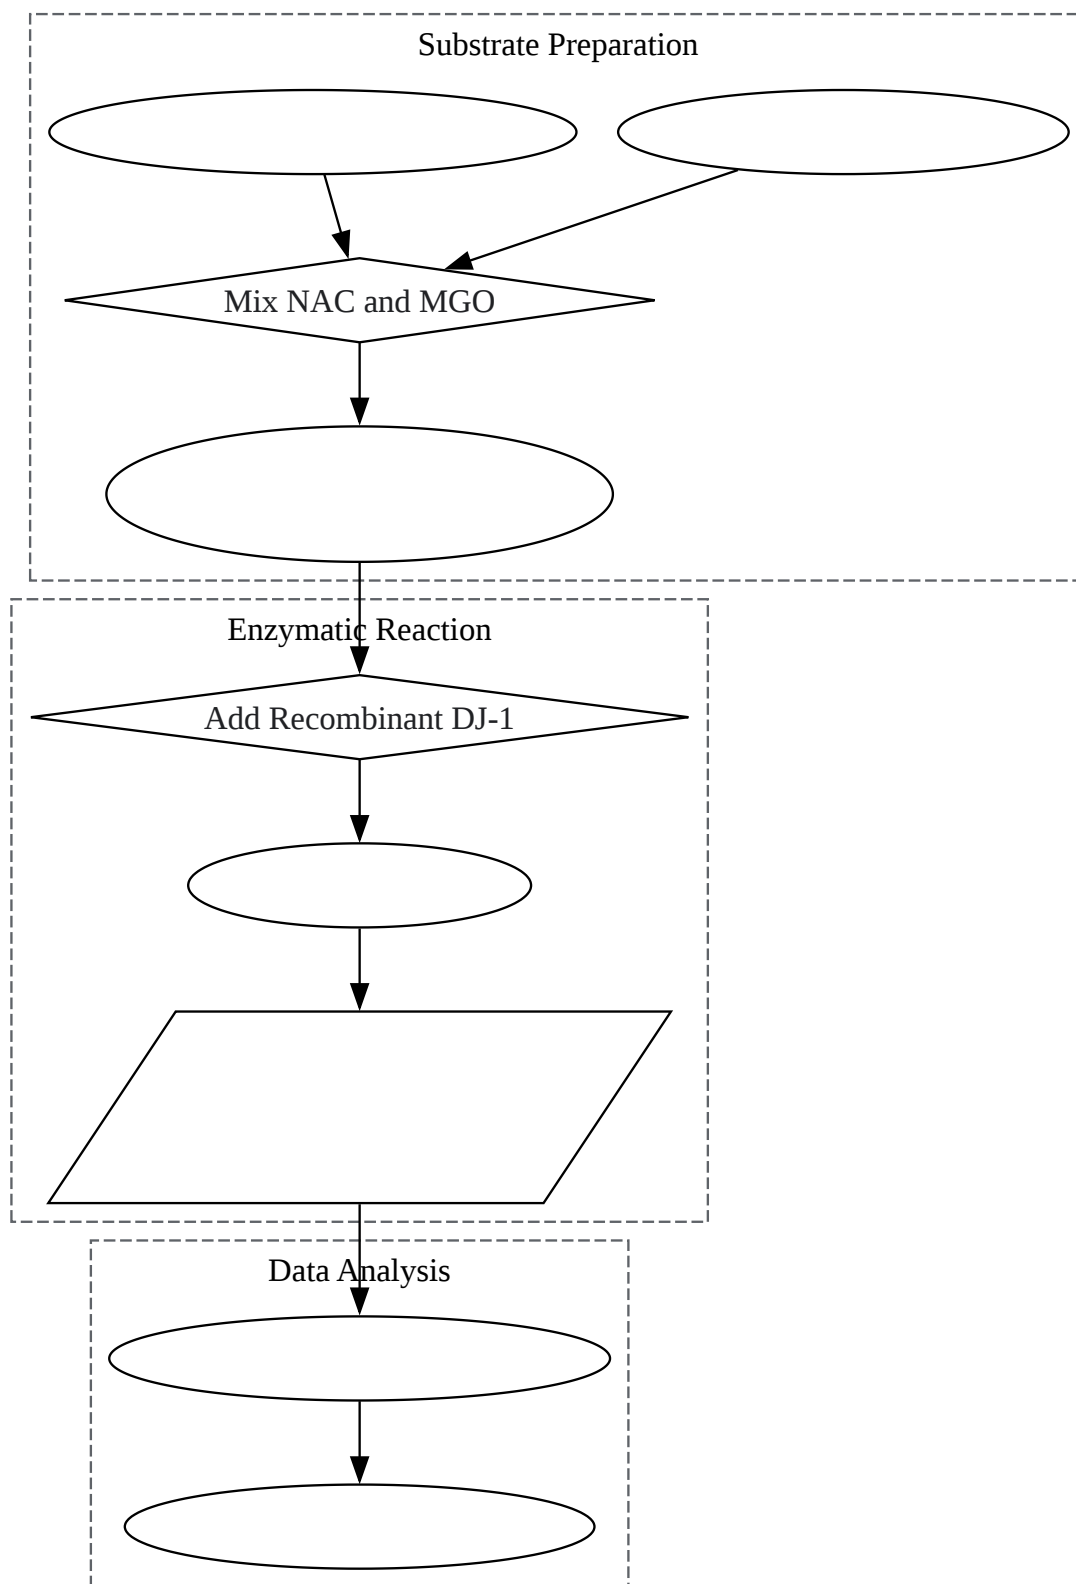 Substrate Preparation
Mix NAC and MGO
Enzymatic Reaction
Add Recombinant DJ-1
Data Analysis